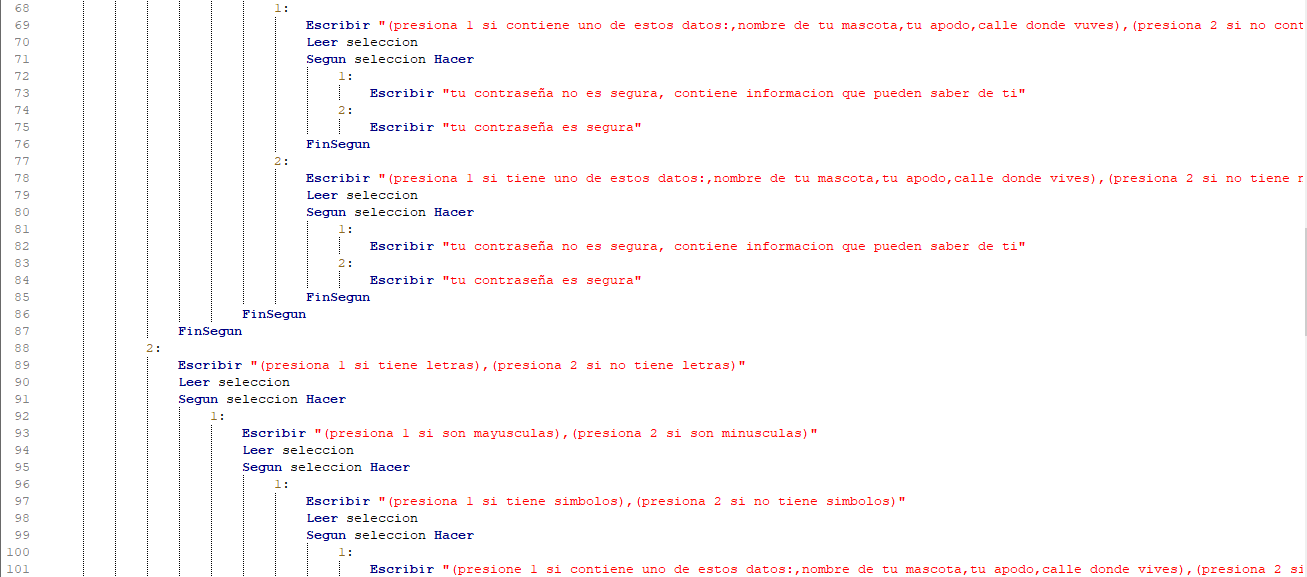 68 1:
69 Escribir "(presiona 1 si contiene uno de estos datos:,nombre de tu mascota,tu apodo,calle donde vuves),(presiona 2 si no cont
70 Leer seleccion
71 Segun seleccion Hacer
72 1:
73 Escribir "tu contraseña no es segura, contiene informacion que pueden saber de ti"
74 2:
75 Escribir "tu contraseña es segura"
76 FinSegun
77 2:
78 Escribir "(presiona 1 si tiene uno de estos datos:,nombre de tu mascota,tu apodo,calle donde vives),(presiona 2 si no tiene r
79 Leer seleccion
80 Segun seleccion Hacer
81 1:
82 Escribir "tu contraseña no es segura, contiene informacion que pueden saber de ti"
83 2:
84 Escribir "tu contraseña es segura"
85 FinSegun
86 FinSegun
87 FinSegun
88 2:
89 Escribir "(presiona 1 si tiene letras),(presiona 2 si no tiene letras)"
90 Leer seleccion
91 Segun seleccion Hacer
92 1:
93 Escribir "(presiona 1 si son mayusculas),(presiona 2 si son minusculas)"
94 Leer seleccion
95 Segun seleccion Hacer
96 1:
97 Escribir "(presiona 1 si tiene simbolos),(presiona 2 si no tiene simbolos)"
98 Leer seleccion
99 Segun seleccion Hacer
100 1:
101 Escribir "(presione 1 si contiene uno de estos datos:,nombre de tu mascota,tu apodo,calle donde vives),(presiona 2 si